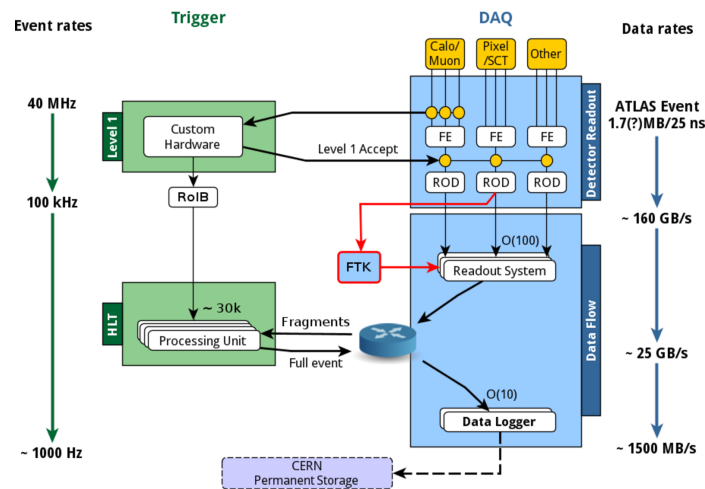 Event rates
Trigger
DAQ
Data rates
Calo/
Muon
Pixel
/SCT
Other
40 MHz
Level 1
Custom
Hardware
Level 1 Accept
FE
FE
FE
ROD
ROD
ROD
Detector Readout
ATLAS Event
1.7(?)MB/25 ns
RoIB
100 kHz
~ 160 GB/s
O(100)
FTK
Readout System
HLT
~ 30k
Processing Unit
Fragments
Full event
Data Flow
~ 25 GB/s
O(10)
Data Logger
~ 1000 Hz
~ 1500 MB/s
CERN
Permanent Storage